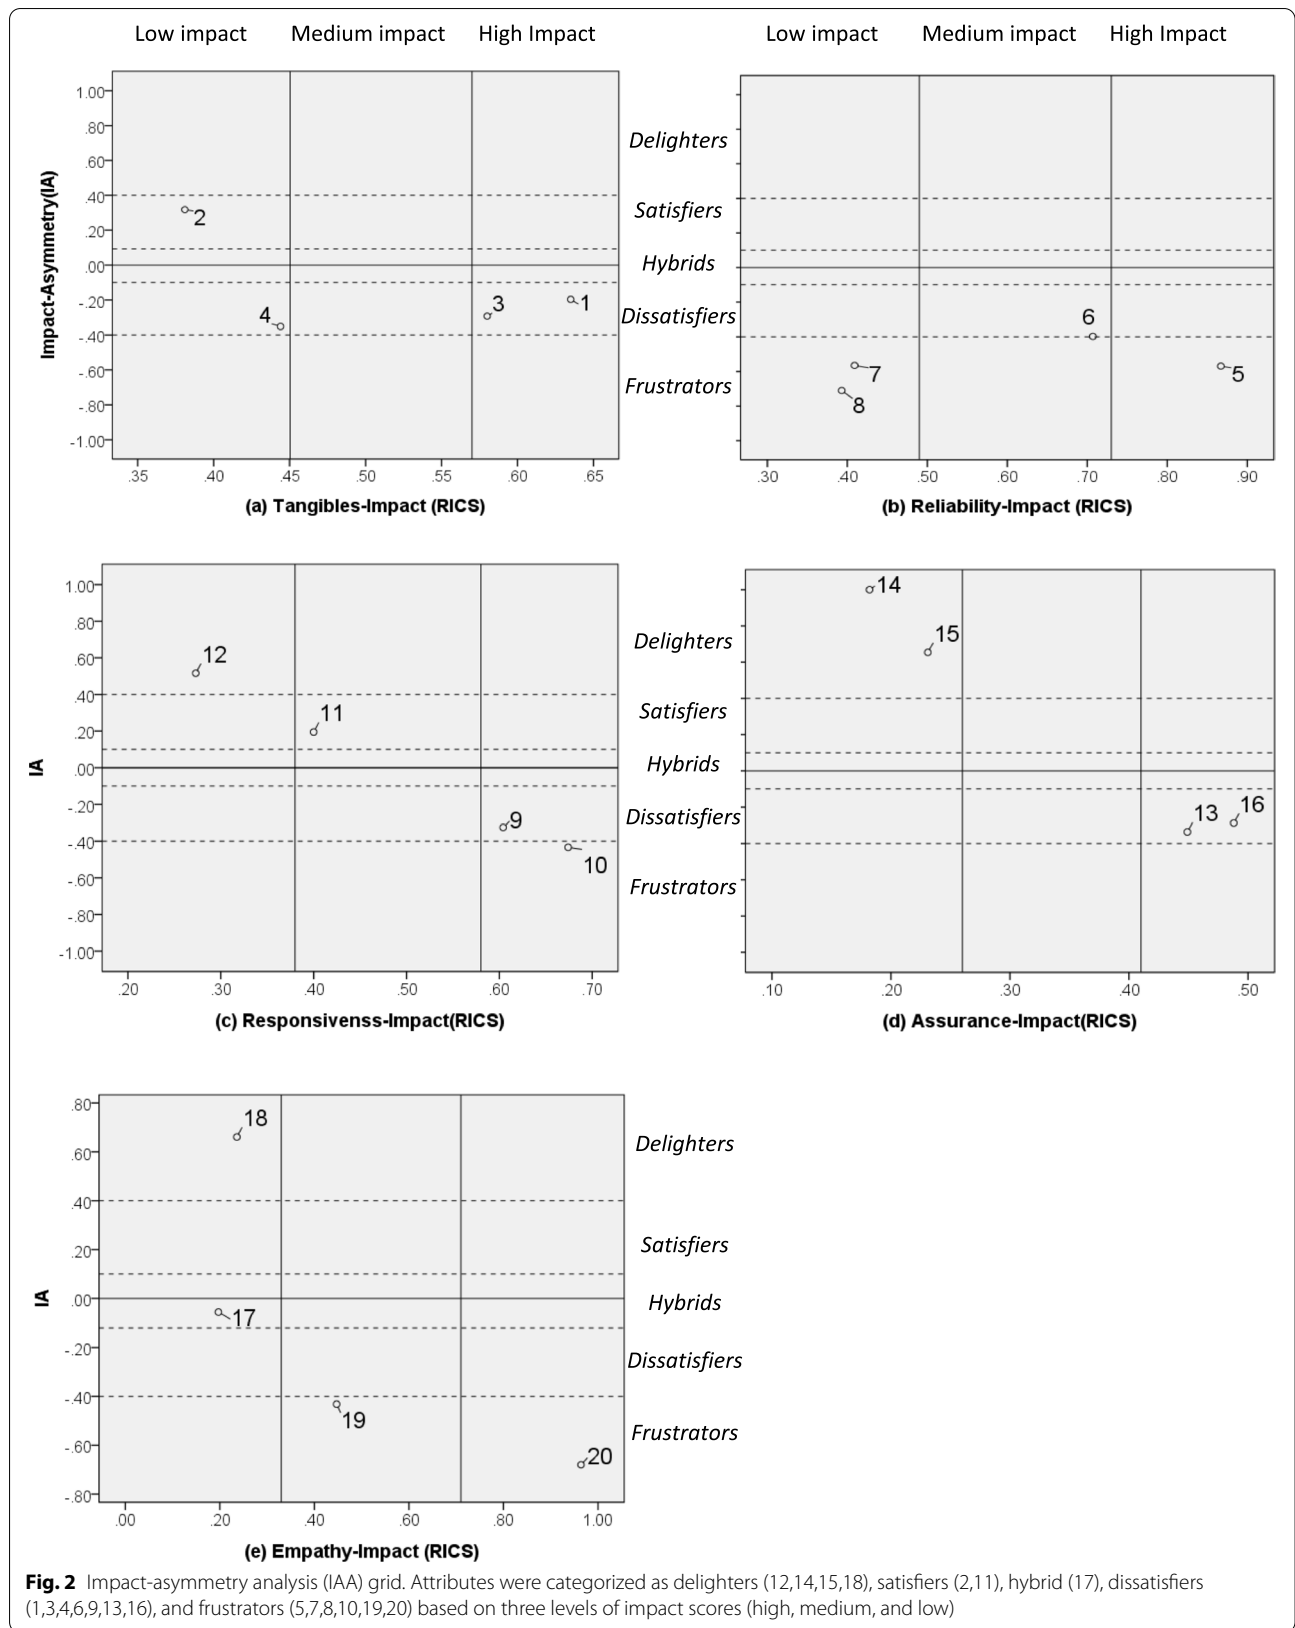 Low impact Medium impact High Impact Low impact Medium impact High Impact
1.00
.80
.60
.40
.20
.00
-.20
-.40
-.60
-.80
-1.00
Impact-Asymmetry(IA)
2
4
3
1
.35 .40 .45 .50 .55 .60 .65
(a) Tangibles-Impact (RICS)
Delighters
Satisfiers
Hybrids
Dissatisfiers
Frustrators
6
7
5
8
.30 .40 .50 .60 .70 .80 .90
(b) Reliability-Impact (RICS)
1.00
.80
.60
.40
.20
.00
-.20
-.40
-.60
-.80
-1.00
IA
12
11
9
10
.20 .30 .40 .50 .60 .70
(c) Responsivenss-Impact(RICS)
Delighters
Satisfiers
Hybrids
Dissatisfiers
Frustrators
14
15
13
16
.10 .20 .30 .40 .50
(d) Assurance-Impact(RICS)
.80
.60
.40
.20
.00
-.20
-.40
-.60
-.80
IA
18
17
19
20
.00 .20 .40 .60 .80 1.00
(e) Empathy-Impact (RICS)
Delighters
Satisfiers
Hybrids
Dissatisfiers
Frustrators
Fig. 2 Impact-asymmetry analysis (IAA) grid. Attributes were categorized as delighters (12,14,15,18), satisfiers (2,11), hybrid (17), dissatisfiers
(1,3,4,6,9,13,16), and frustrators (5,7,8,10,19,20) based on three levels of impact scores (high, medium, and low)